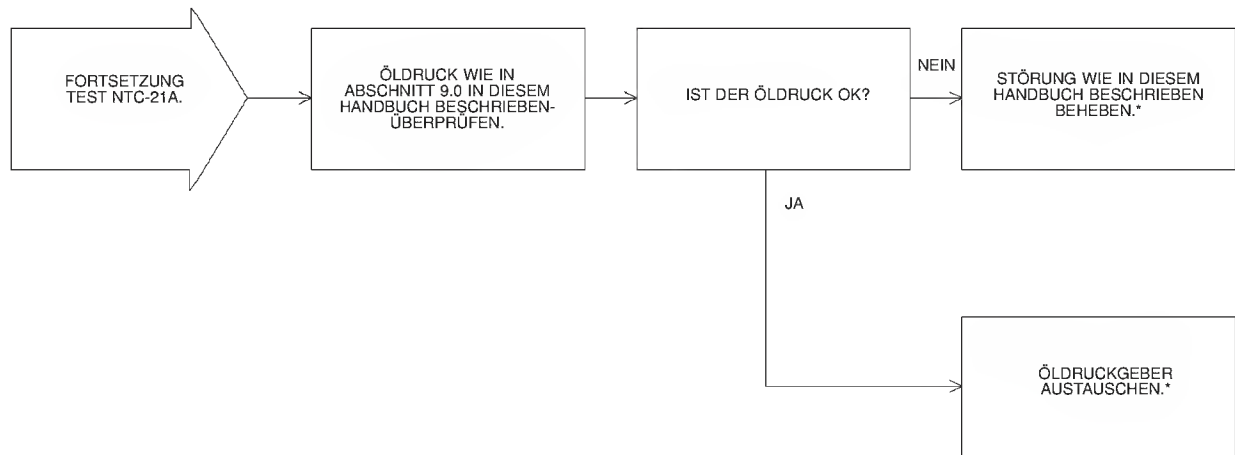 FORTSETZUNG
TEST NTC-21A.
ÖLDRUCK WIE IN
ABSCHNITT 9.0 IN DIESEM
HANDBUCH BESCHRIEBEN-
ÜBERPRÜFEN.
IST DER ÖLDRUCK OK?
NEIN
STÖRUNG WIE IN DIESEM
HANDBUCH BESCHRIEBEN
BEHEBEN.*
JA
ÖLDRUCKGEBER
AUSTAUSCHEN.*